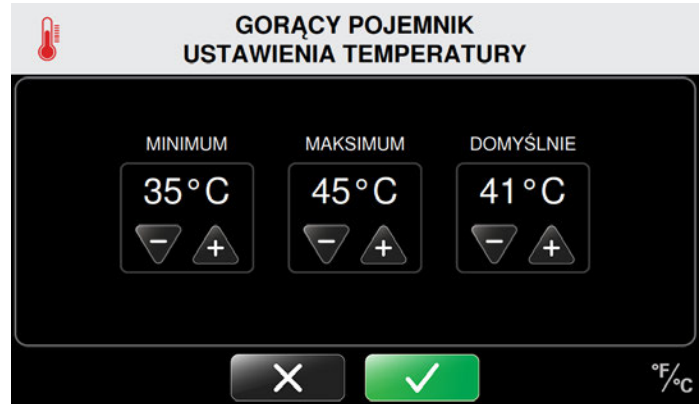 GORĄCY POJEMNIK
USTAWIENIA TEMPERATURY
MINIMUM MAKSIMUM DOMYŚLNIE
35°C 45°C 41°C
− + − + − +
°F/°C